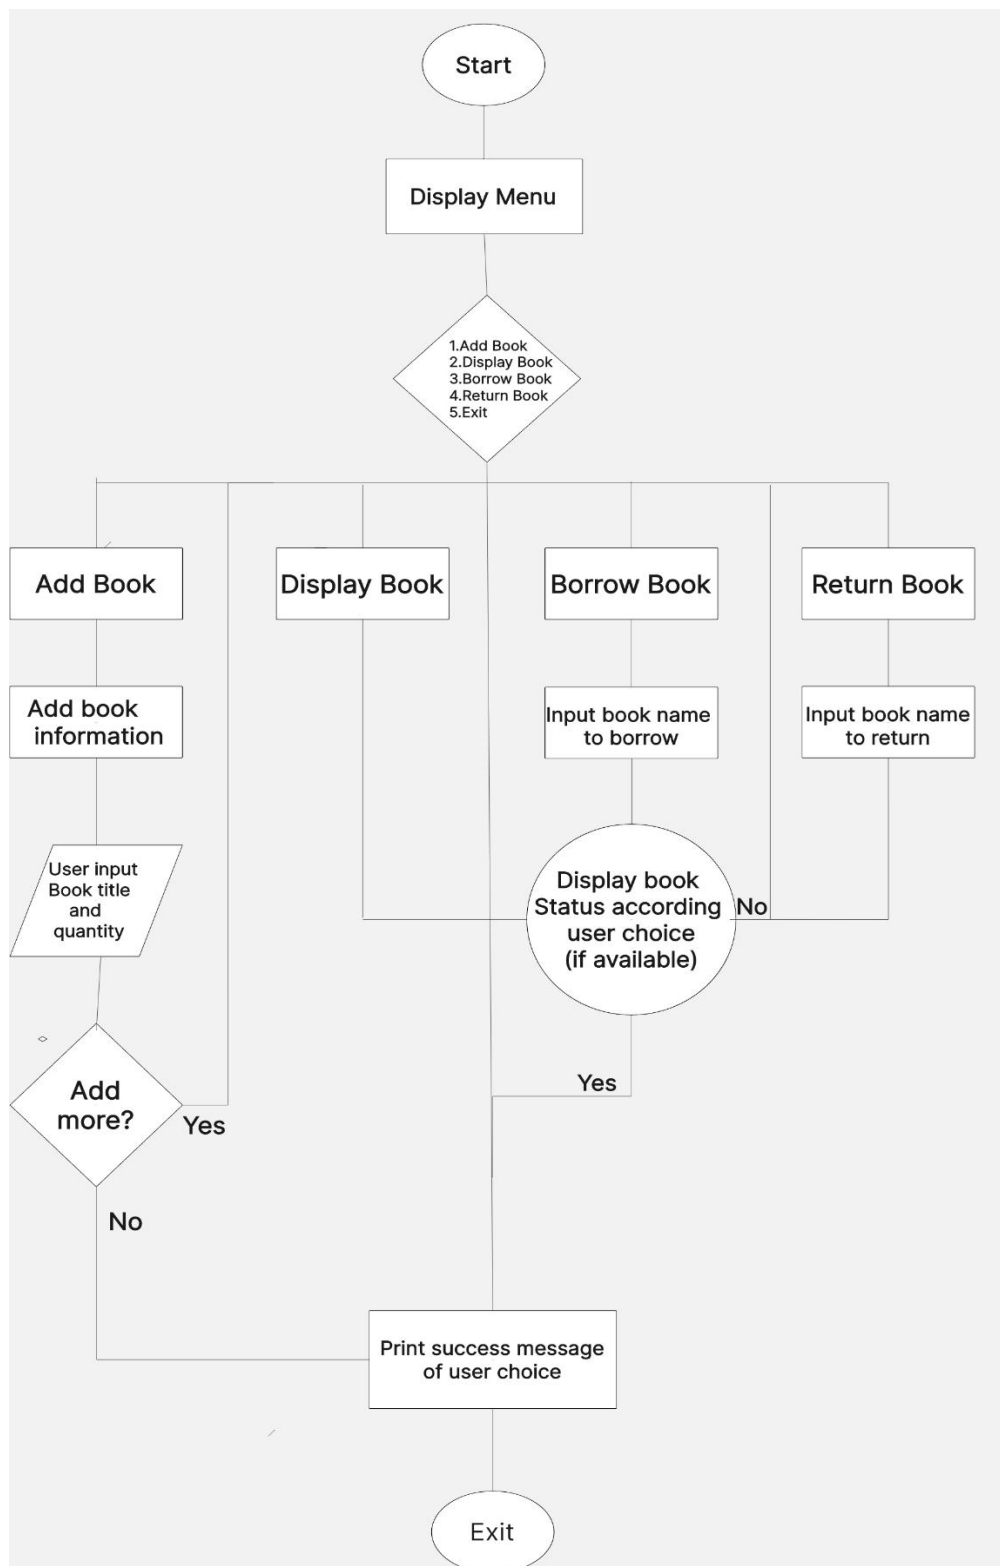 Start
Display Menu
1.Add Book
2.Display Book
3.Borrow Book
4.Return Book
5.Exit
Add Book
Display Book
Borrow Book
Return Book
Add book
information
Input book name
to borrow
Input book name
to return
User input
Book title
and
quantity
Display book
Status according
user choice
(if available)
No
Add
more?
Yes
Yes
No
Print success message
of user choice
Exit